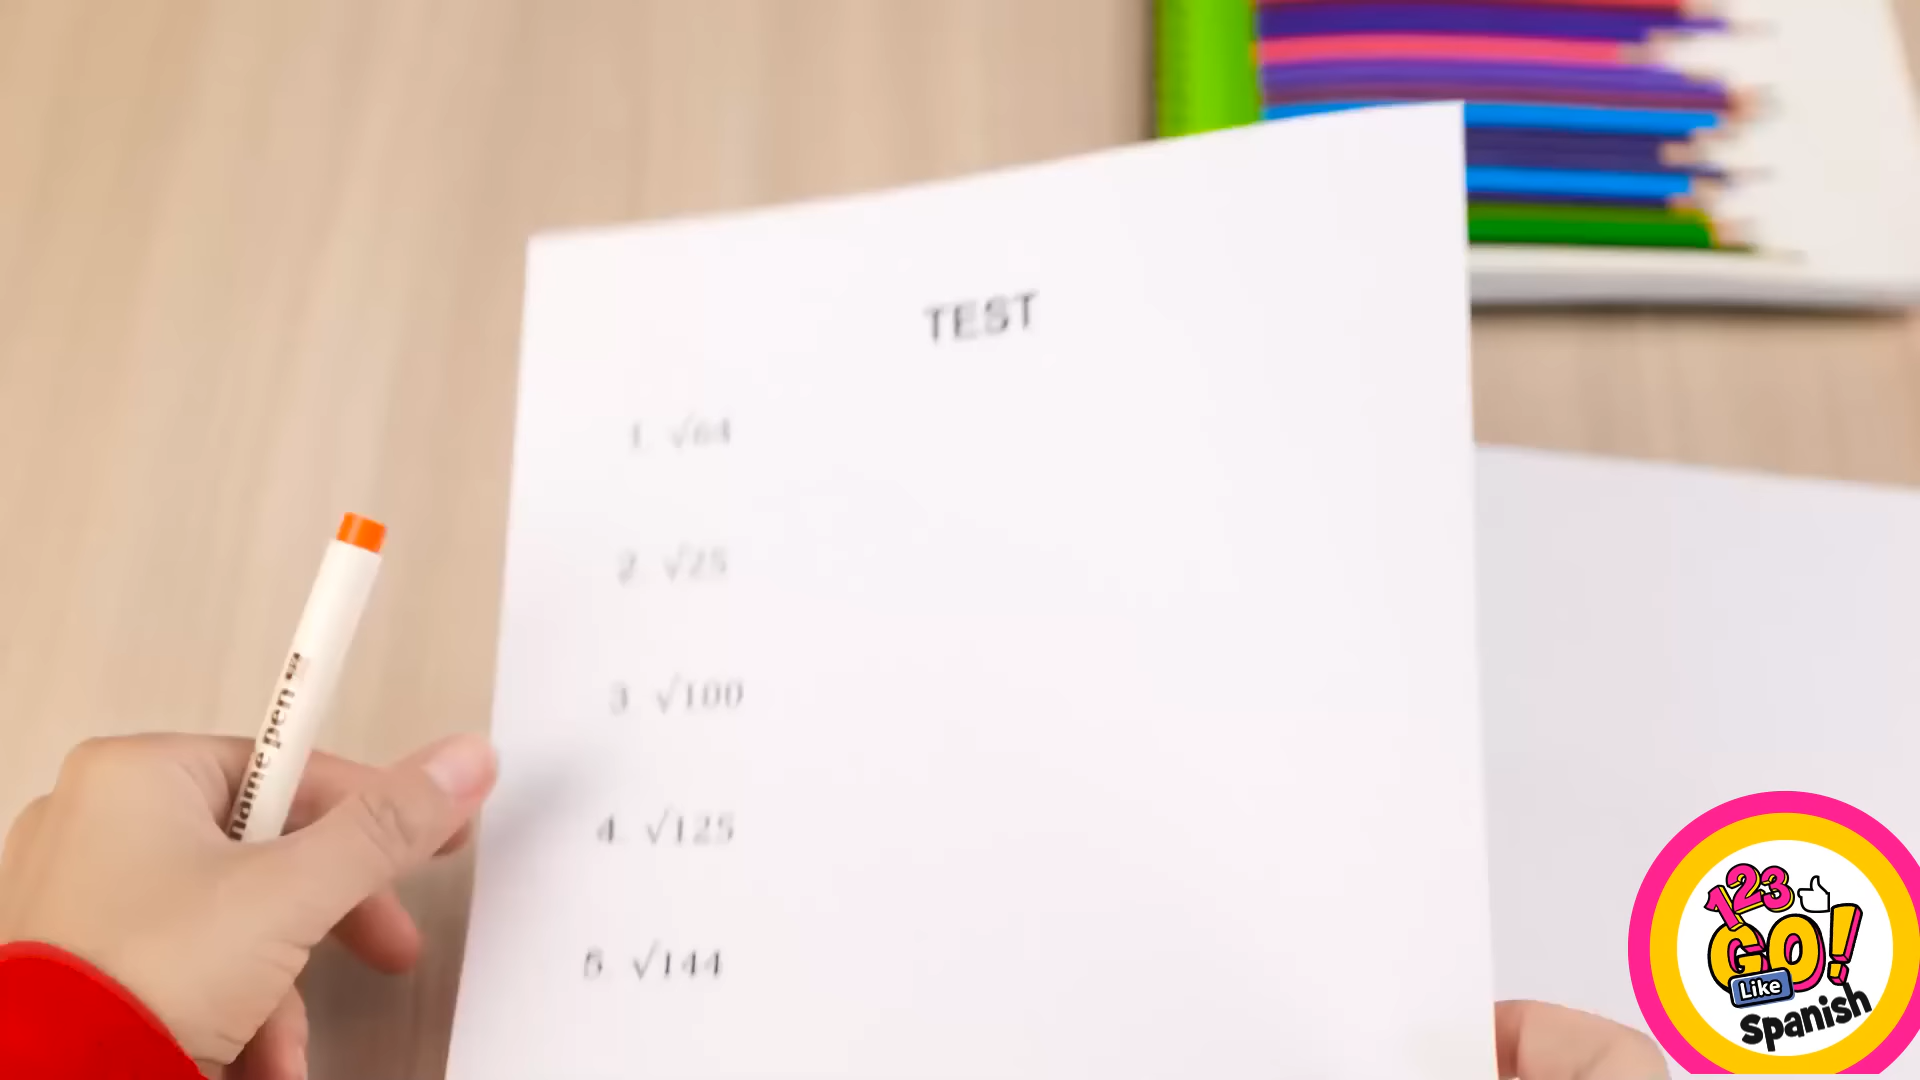 TEST
1. √64
2. √25
3. √100
4. √125
5. √144
name pen
123
GO!
Like
Spanish